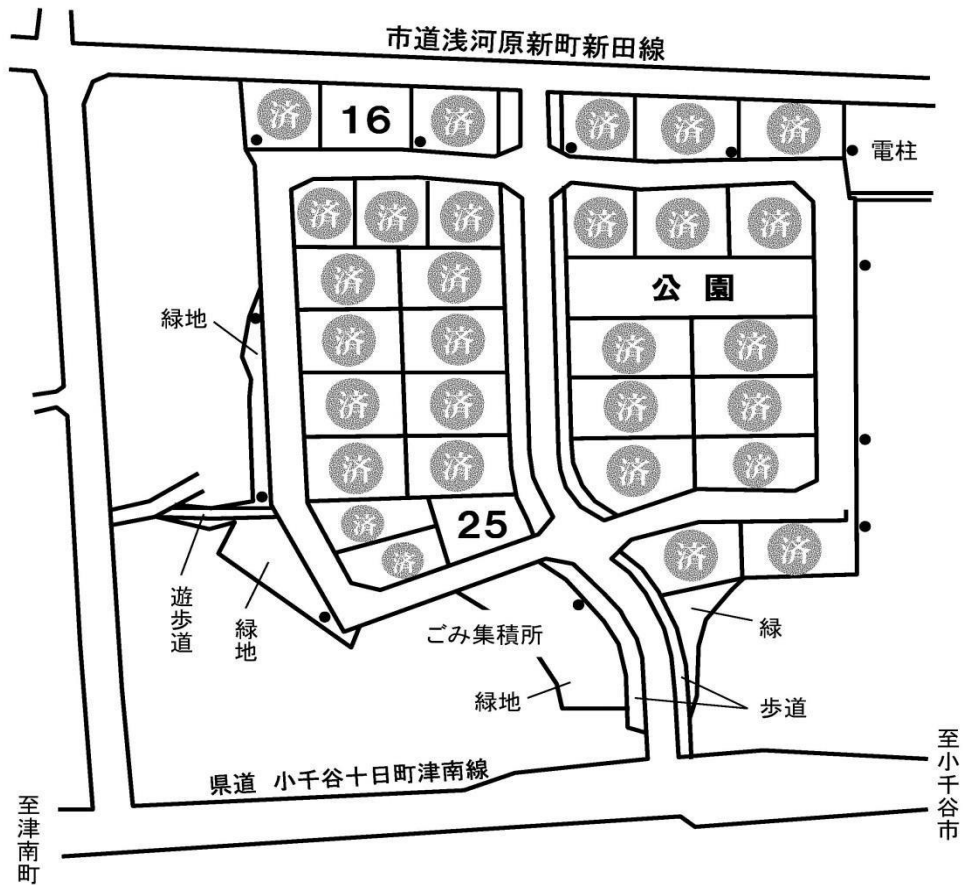 市道浅河原新町新田線
済 16 済 済 済 済
電柱
済 済 済 済 済 済
済 済
公園
緑地
済 済 済 済
済 済 済 済
済 済 済 済
済 25
済
済 済
遊歩道
緑地
ごみ集積所
緑
緑地
歩道
県道 小千谷十日町津南線
至小千谷市
至津南町